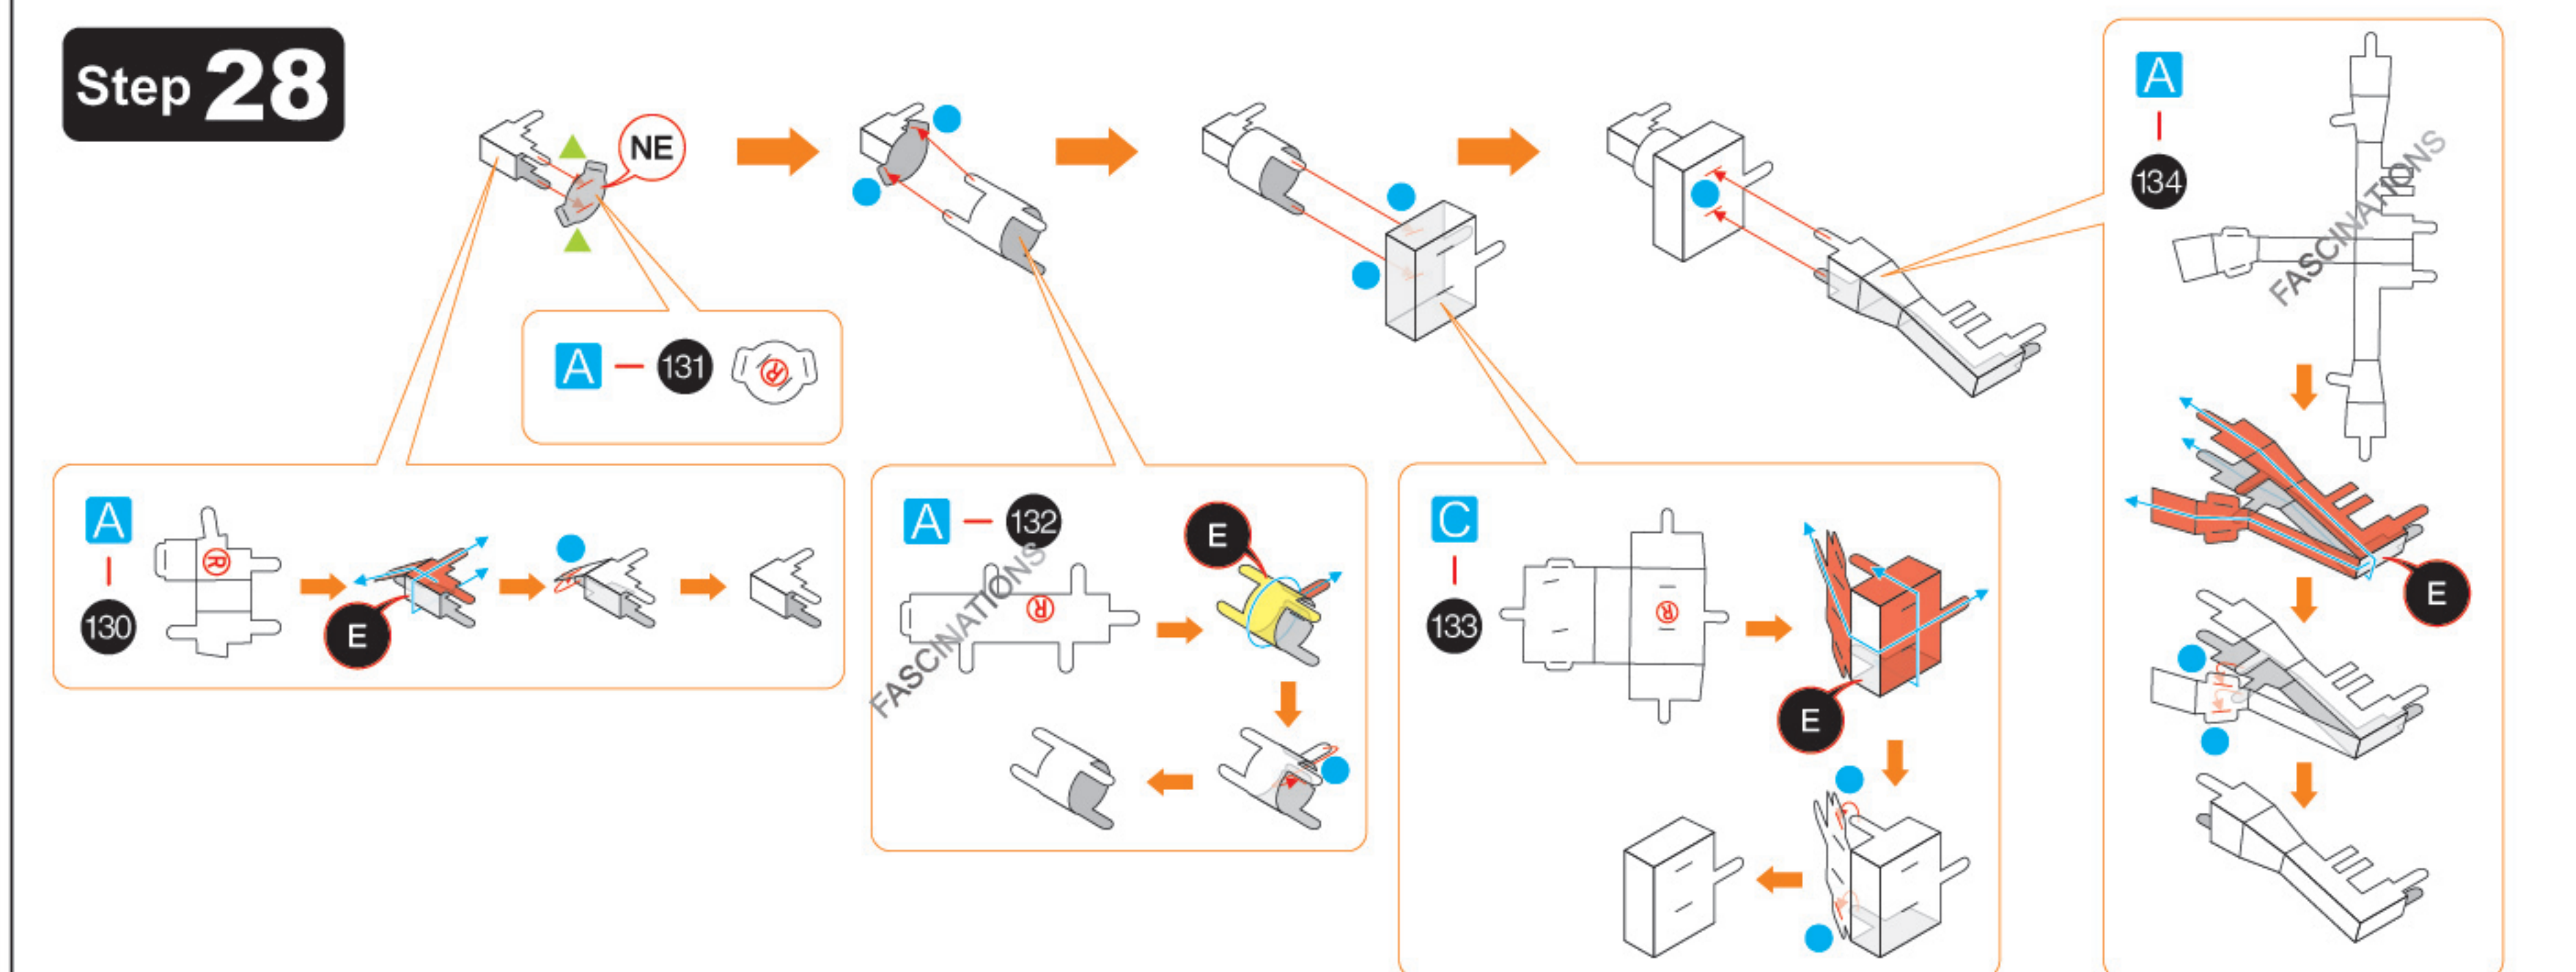 Step 28
NE
A
134
FASCINATIONS
A — 131 ®
A
130
®
E
A — 132
E
®
FASCINATIONS
C
133
®
E
E